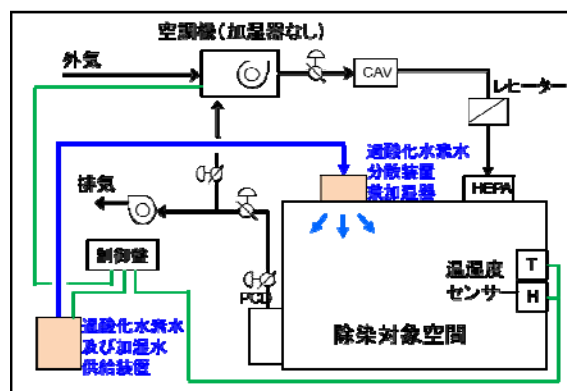 空調機(加湿器なし)
外気
CAV
レヒーター
過酸化水素水
分散装置
兼加湿器
HEPA
排気
制御盤
PCD
温湿度
センサ
T
H
除染対象空間
過酸化水素水
及び加湿水
供給装置